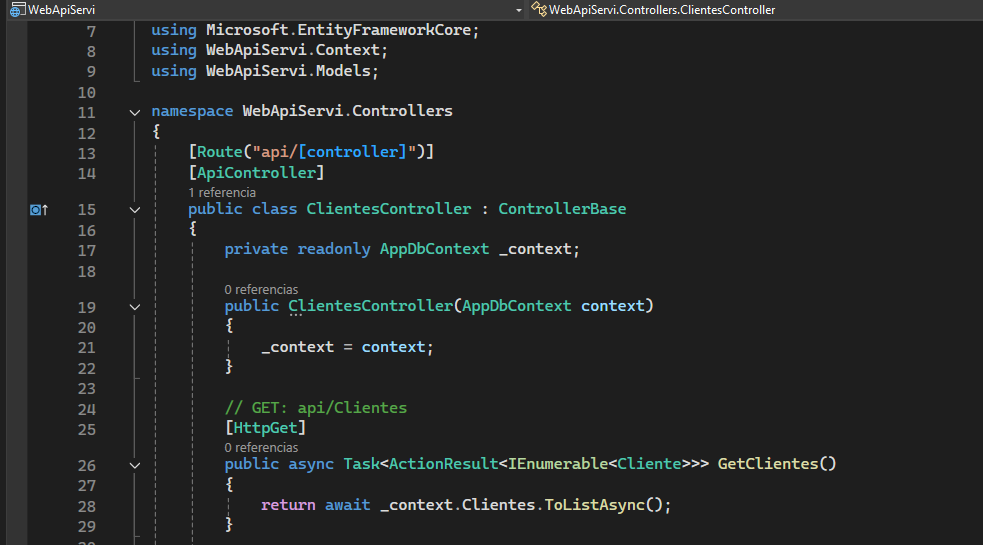 WebApiServi WebApiServi.Controllers.ClientesController
7 using Microsoft.EntityFrameworkCore;
8 using WebApiServi.Context;
9 using WebApiServi.Models;
10
11 namespace WebApiServi.Controllers
12 {
13 [Route("api/[controller]")]
14 [ApiController]
1 referencia
15 public class ClientesController : ControllerBase
16 {
17 private readonly AppDbContext _context;
18
0 referencias
19 public ClientesController(AppDbContext context)
20 {
21 _context = context;
22 }
23
24 // GET: api/Clientes
25 [HttpGet]
0 referencias
26 public async Task<ActionResult<IEnumerable<Cliente>>> GetClientes()
27 {
28 return await _context.Clientes.ToListAsync();
29 }